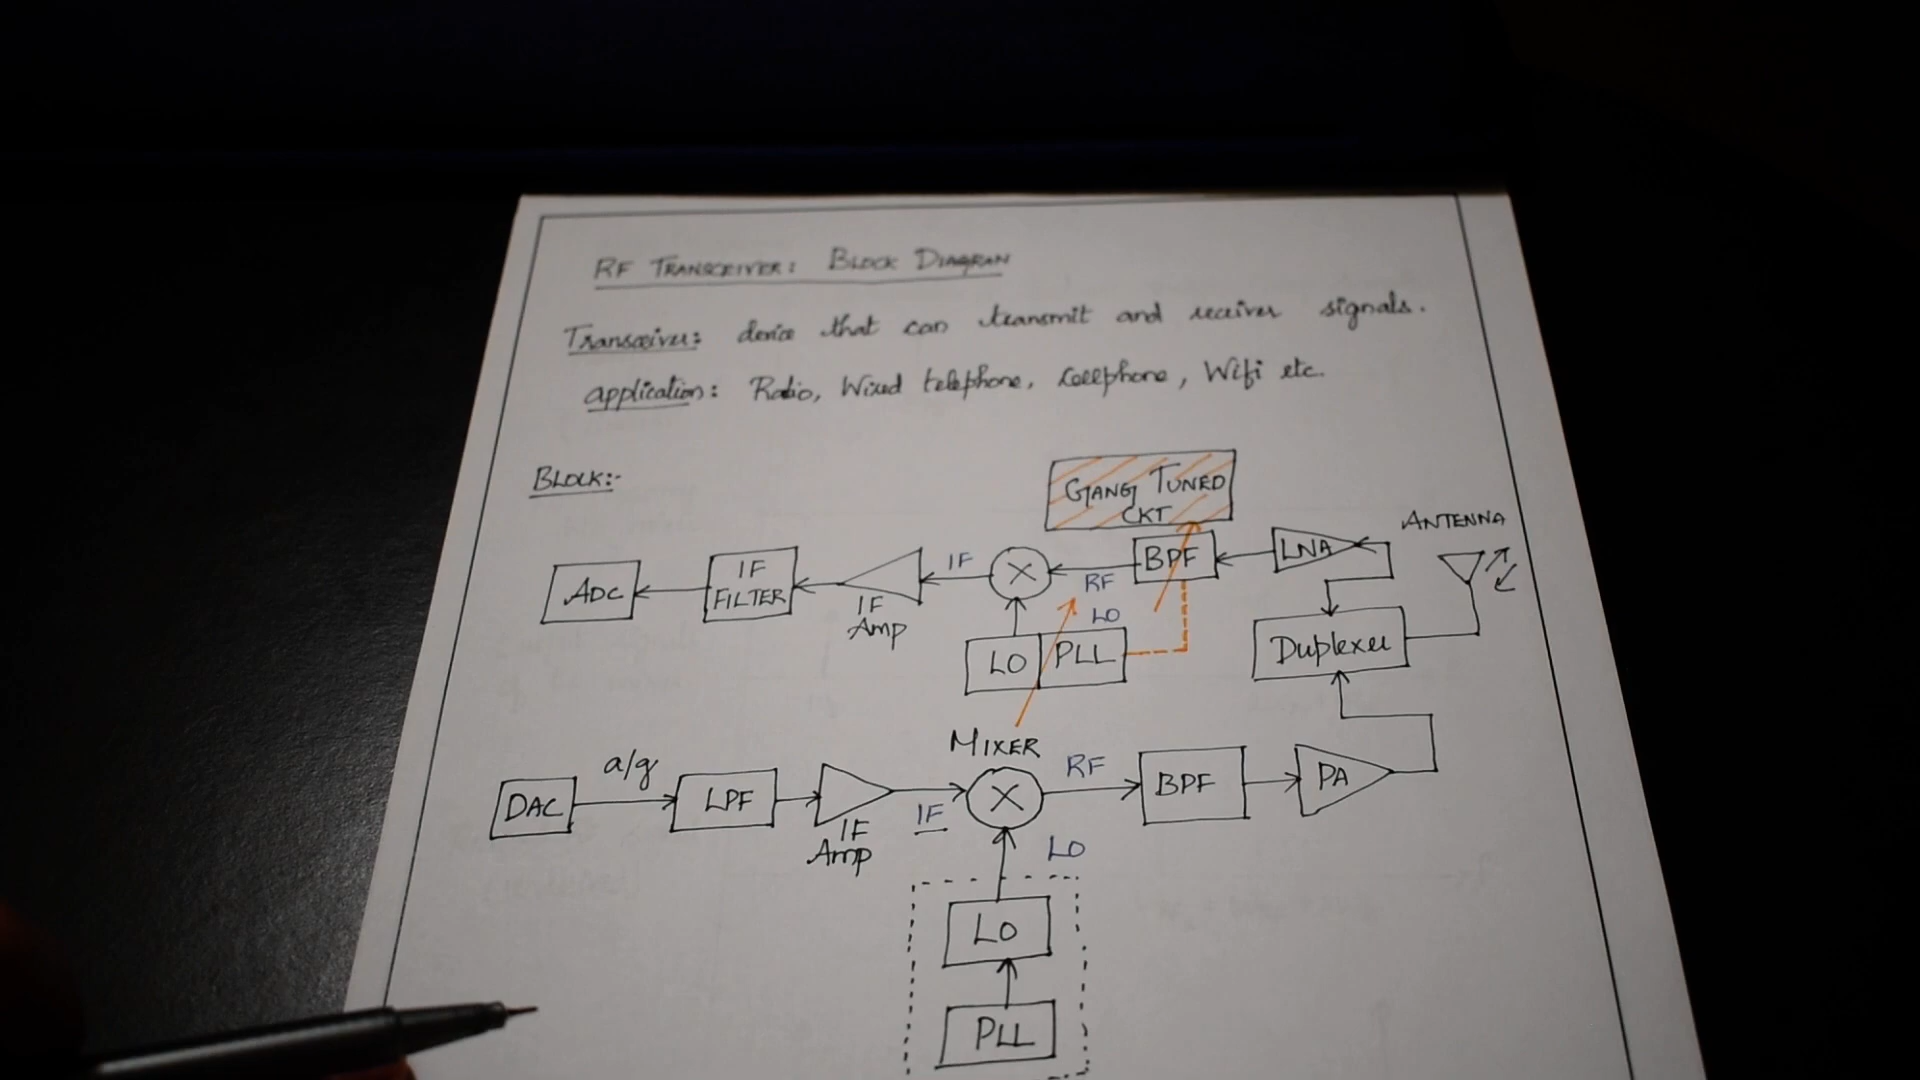 RF TRANSCEIVER: BLOCK DIAGRAM
Transceiver: device that can transmit and receiver signals.
application: Radio, Wired telephone, Cellphone, Wifi etc.
BLOCK:-
GANG TUNED
CKT
ANTENNA
ADC
IF
FILTER
IF
Amp
IF
X
RF
BPF
LNA
LO
LO
PLL
Duplexer
MIXER
DAC
a/g
LPF
IF
Amp
IF
X
RF
BPF
PA
LO
LO
PLL